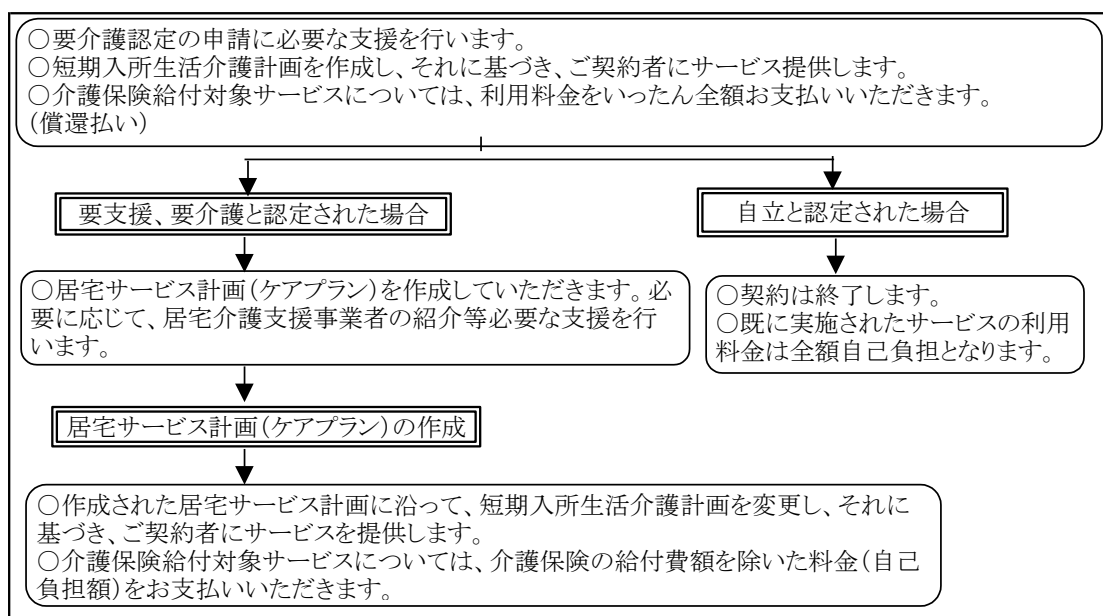 ○要介護認定の申請に必要な支援を行います。
○短期入所生活介護計画を作成し、それに基づき、ご契約者にサービス提供します。
○介護保険給付対象サービスについては、利用料金をいったん全額お支払いいただきます。
(償還払い)
要支援、要介護と認定された場合
自立と認定された場合
○居宅サービス計画(ケアプラン)を作成していただきます。必
要に応じて、居宅介護支援事業者の紹介等必要な支援を行
います。
○契約は終了します。
○既に実施されたサービスの利用
料金は全額自己負担となります。
居宅サービス計画(ケアプラン)の作成
○作成された居宅サービス計画に沿って、短期入所生活介護計画を変更し、それに
基づき、ご契約者にサービスを提供します。
○介護保険給付対象サービスについては、介護保険の給付費額を除いた料金(自己
負担額)をお支払いいただきます。